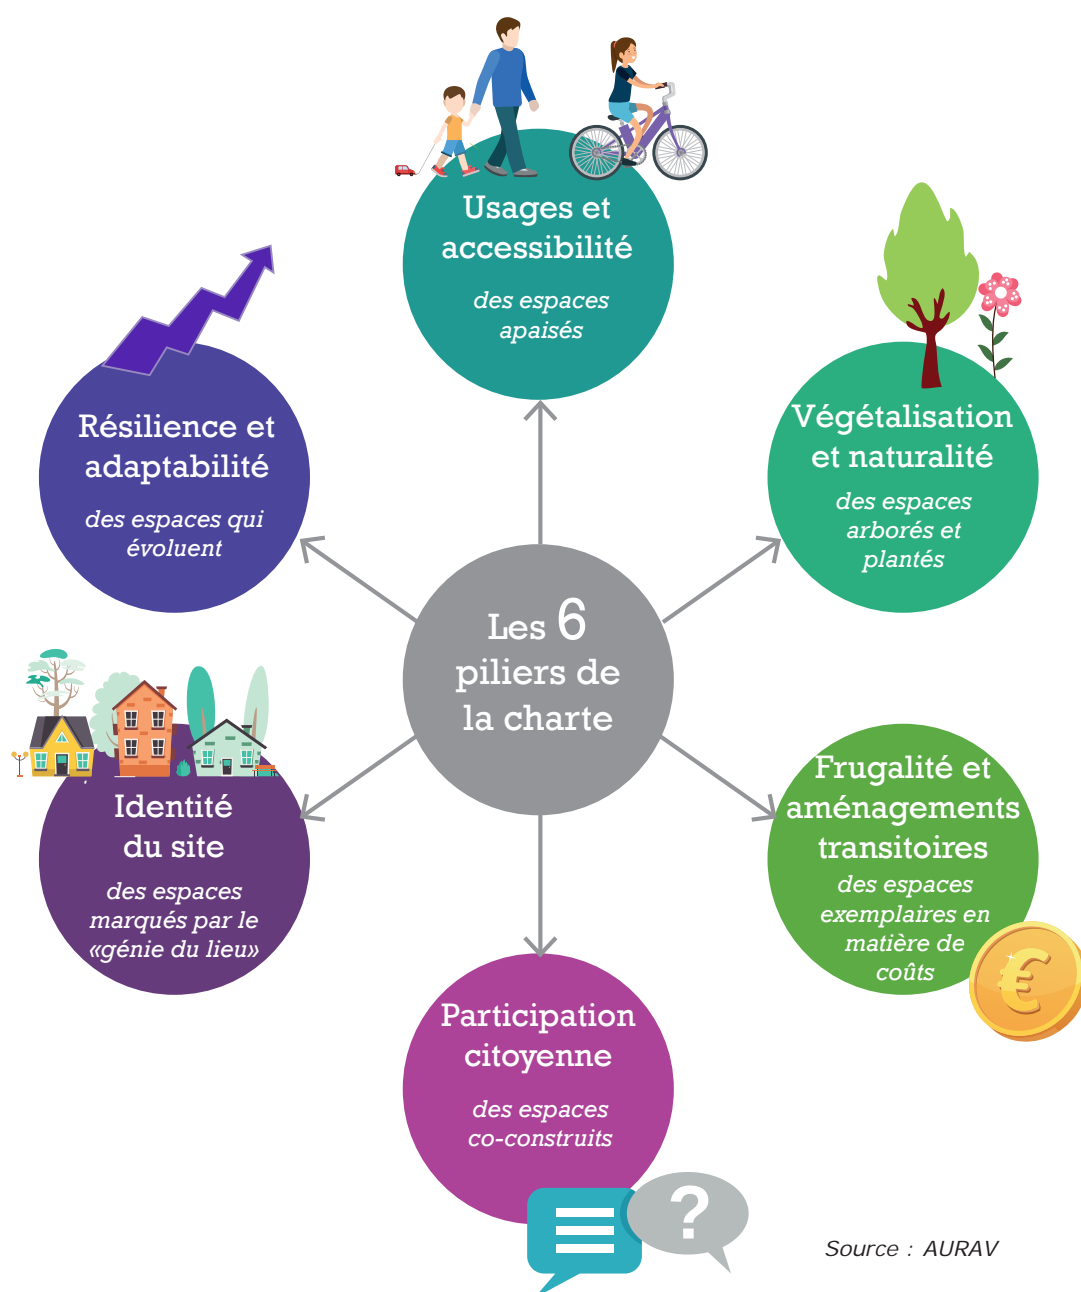 Usages et
accessibilité
des espaces
apaisés
Végétalisation
et naturalité
des espaces
arborés et
plantés
Frugalité et
aménagements
transitoires
des espaces
exemplaires en
matière de
coûts
€
Participation
citoyenne
des espaces
co-construits
?
Identité
du site
des espaces
marqués par le
«génie du lieu»
Résilience et
adaptabilité
des espaces qui
évoluent
Les 6
piliers de
la charte
Source : AURAV